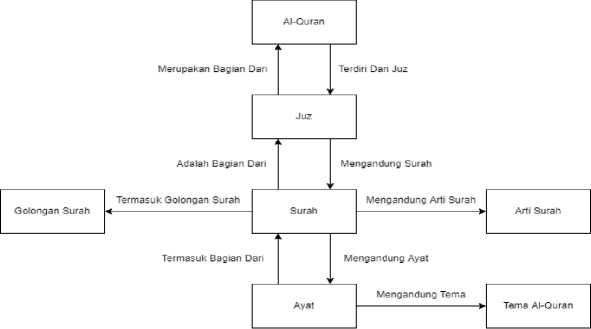 Al-Quran
Merupakan Bagian Dari
Terdiri Dari Juz
Juz
Adalah Bagian Dari
Mengandung Surah
Golongan Surah
Termasuk Golongan Surah
Surah
Mengandung Arti Surah
Arti Surah
Termasuk Bagian Dari
Mengandung Ayat
Ayat
Mengandung Tema
Tema Al-Quran